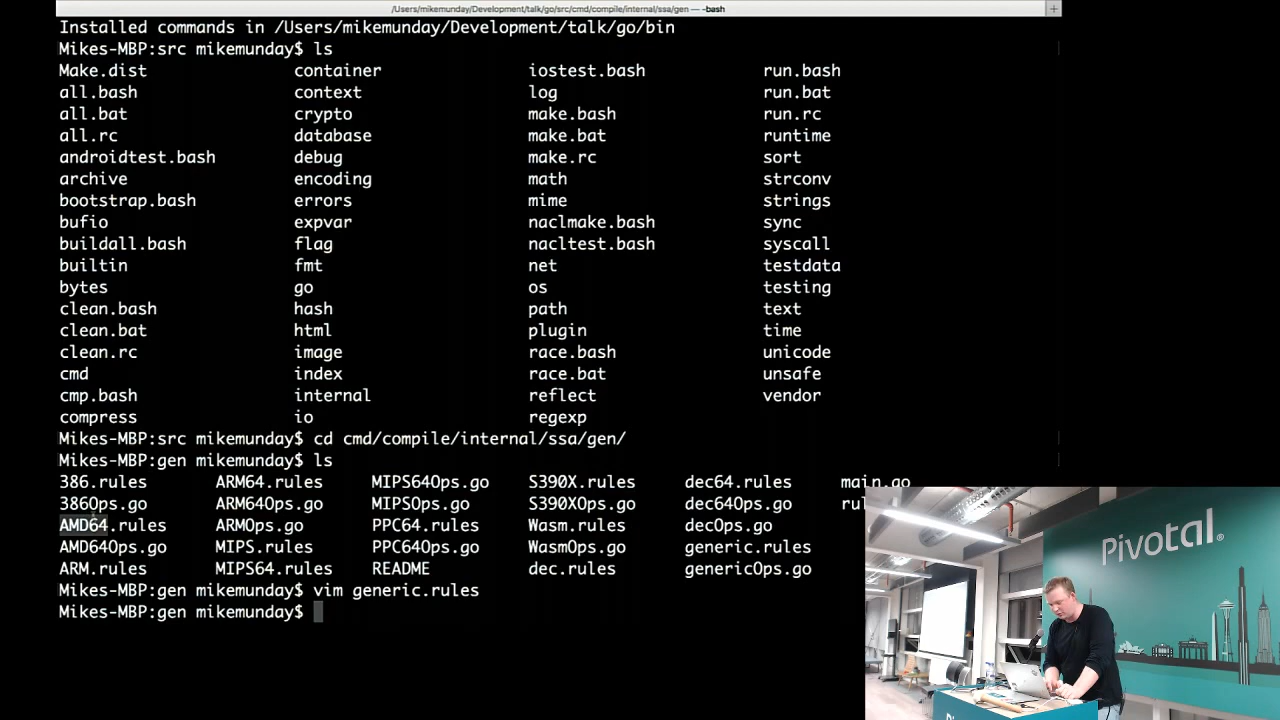 /Users/mikemunday/Development/talk/go/src/cmd/compile/internal/ssa/gen — -bash
Installed commands in /Users/mikemunday/Development/talk/go/bin
Mikes-MBP:src mikemunday$ ls
Make.dist container iostest.bash run.bash
all.bash context log run.bat
all.bat crypto make.bash run.rc
all.rc database make.bat runtime
androidtest.bash debug make.rc sort
archive encoding math strconv
bootstrap.bash errors mime strings
bufio expvar naclmake.bash sync
buildall.bash flag nacltest.bash syscall
builtin fmt net testdata
bytes go os testing
clean.bash hash path text
clean.bat html plugin time
clean.rc image race.bash unicode
cmd index race.bat unsafe
cmp.bash internal reflect vendor
compress io regexp
Mikes-MBP:src mikemunday$ cd cmd/compile/internal/ssa/gen/
Mikes-MBP:gen mikemunday$ ls
386.rules ARM64.rules MIPS64Ops.go S390X.rules dec64.rules main.go
386Ops.go ARM64Ops.go MIPSOps.go S390XOps.go dec64Ops.go
AMD64.rules ARMOps.go PPC64.rules Wasm.rules decOps.go
AMD64Ops.go MIPS.rules PPC64Ops.go WasmOps.go generic.rules
ARM.rules MIPS64.rules README dec.rules genericOps.go
Mikes-MBP:gen mikemunday$ vim generic.rules
Mikes-MBP:gen mikemunday$
Pivotal®